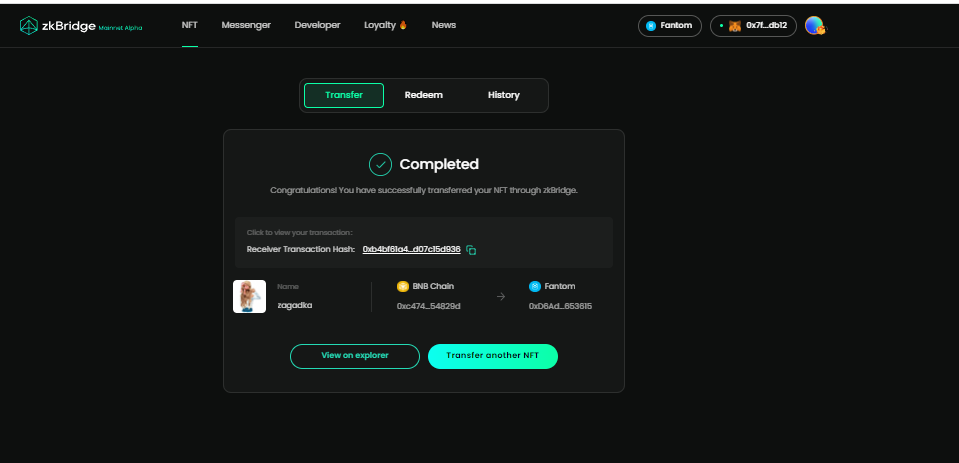 zkBridge Mainnet Alpha NFT Messenger Developer Loyalty News Fantom 0x7f...db12
Transfer Redeem History
Completed
Congratulations! You have successfully transferred your NFT through zkBridge.
Click to view your transaction:
Receiver Transaction Hash: 0xb4bf61a4...d07c15d936
Name BNB Chain Fantom
zagadka 0xc474...54829d 0xD6Ad...653615
View on explorer Transfer another NFT